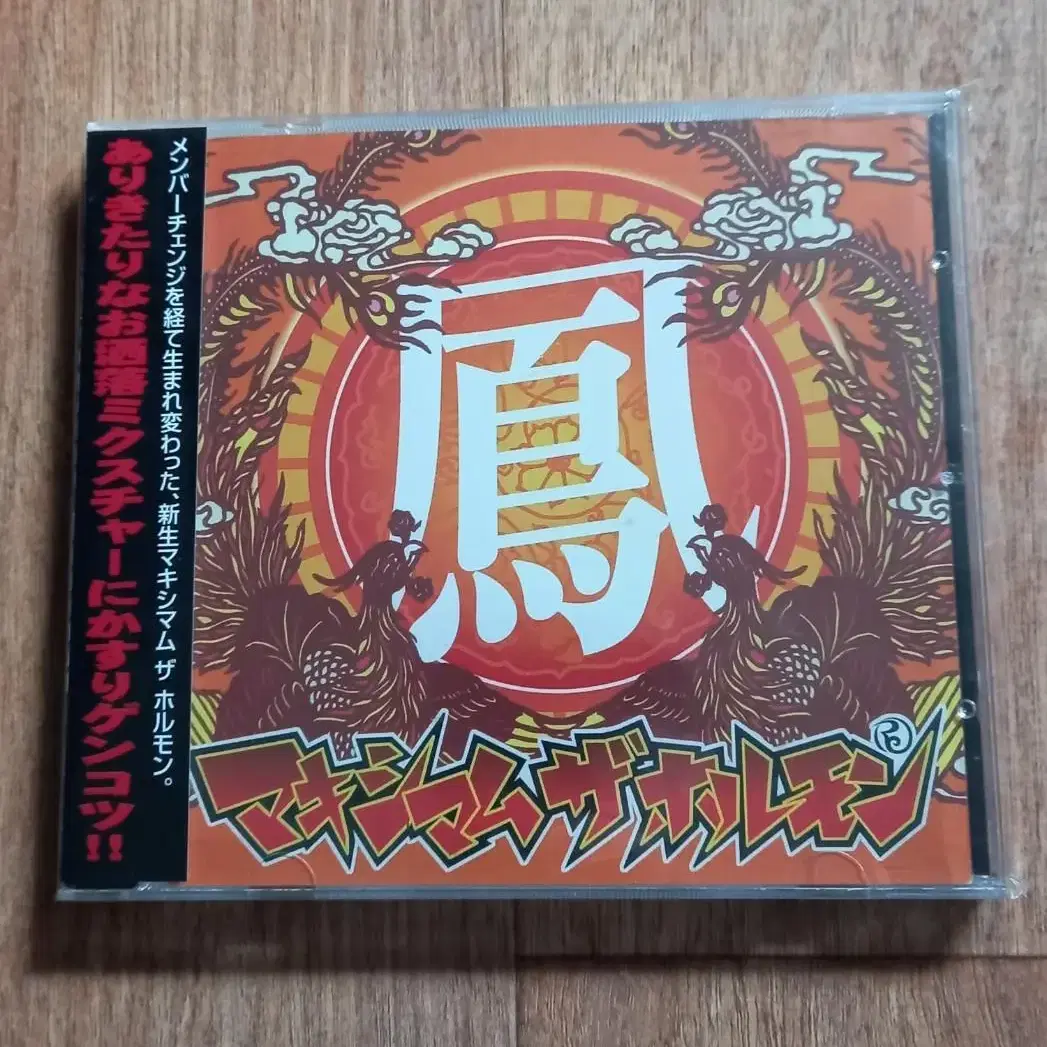 メンバーチェンジを経て生まれ変わった、新生マキシマム ザ ホルモン。
ありきたりなお洒落ミクスチャーにかすりゲンコツ!!
鳳
マキシマム ザ ホルモン